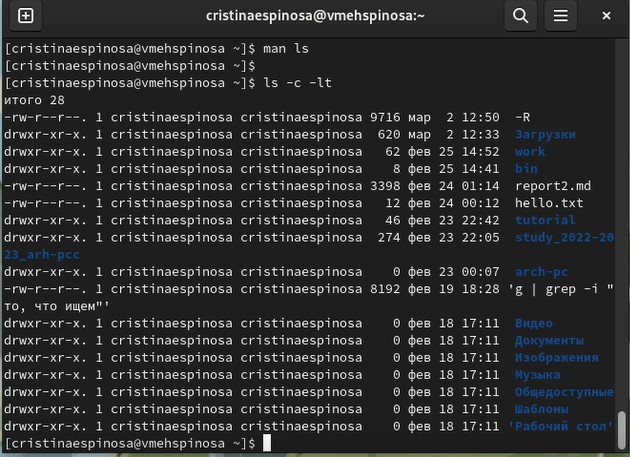 cristinaespinosa@vmehspinosa:~
[cristinaespinosa@vmehspinosa ~]$ man ls
[cristinaespinosa@vmehspinosa ~]$
[cristinaespinosa@vmehspinosa ~]$ ls -c -lt
итого 28
-rw-r--r--. 1 cristinaespinosa cristinaespinosa 9716 мар  2 12:50  -R
drwxr-xr-x. 1 cristinaespinosa cristinaespinosa  620 мар  2 12:33  Загрузки
drwxr-xr-x. 1 cristinaespinosa cristinaespinosa   62 фев 25 14:52  work
drwxr-xr-x. 1 cristinaespinosa cristinaespinosa    8 фев 25 14:41  bin
-rw-r--r--. 1 cristinaespinosa cristinaespinosa 3398 фев 24 01:14  report2.md
-rw-r--r--. 1 cristinaespinosa cristinaespinosa   12 фев 24 00:12  hello.txt
drwxr-xr-x. 1 cristinaespinosa cristinaespinosa   46 фев 23 22:42  tutorial
drwxr-xr-x. 1 cristinaespinosa cristinaespinosa  274 фев 23 22:05  study_2022-20
23_arh-pcc
drwxr-xr-x. 1 cristinaespinosa cristinaespinosa    0 фев 23 00:07  arch-pc
-rw-r--r--. 1 cristinaespinosa cristinaespinosa 8192 фев 19 18:28 'g | grep -i "
то, что ищем"'
drwxr-xr-x. 1 cristinaespinosa cristinaespinosa    0 фев 18 17:11  Видео
drwxr-xr-x. 1 cristinaespinosa cristinaespinosa    0 фев 18 17:11  Документы
drwxr-xr-x. 1 cristinaespinosa cristinaespinosa    0 фев 18 17:11  Изображения
drwxr-xr-x. 1 cristinaespinosa cristinaespinosa    0 фев 18 17:11  Музыка
drwxr-xr-x. 1 cristinaespinosa cristinaespinosa    0 фев 18 17:11  Общедоступные
drwxr-xr-x. 1 cristinaespinosa cristinaespinosa    0 фев 18 17:11  Шаблоны
drwxr-xr-x. 1 cristinaespinosa cristinaespinosa    0 фев 18 17:11 'Рабочий стол'
[cristinaespinosa@vmehspinosa ~]$